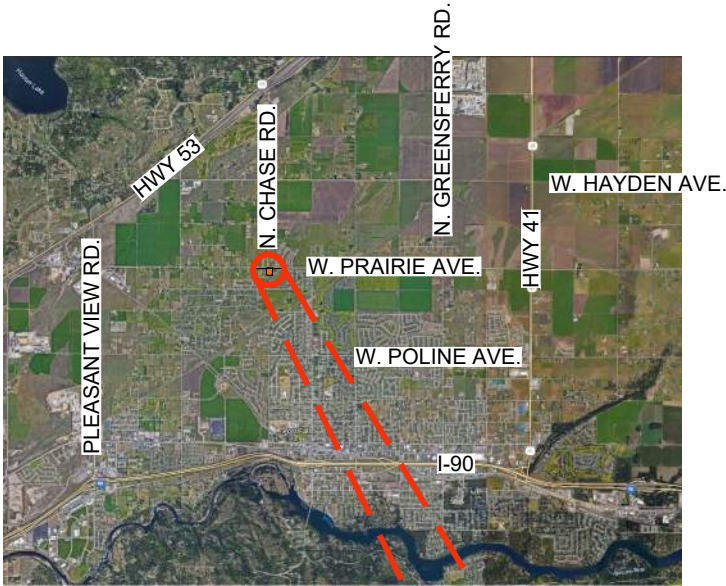 N. GREENSFERRY RD.
N. CHASE RD.
HWY 53
W. HAYDEN AVE.
HWY 41
W. PRAIRIE AVE.
PLEASANT VIEW RD.
W. POLINE AVE.
I-90